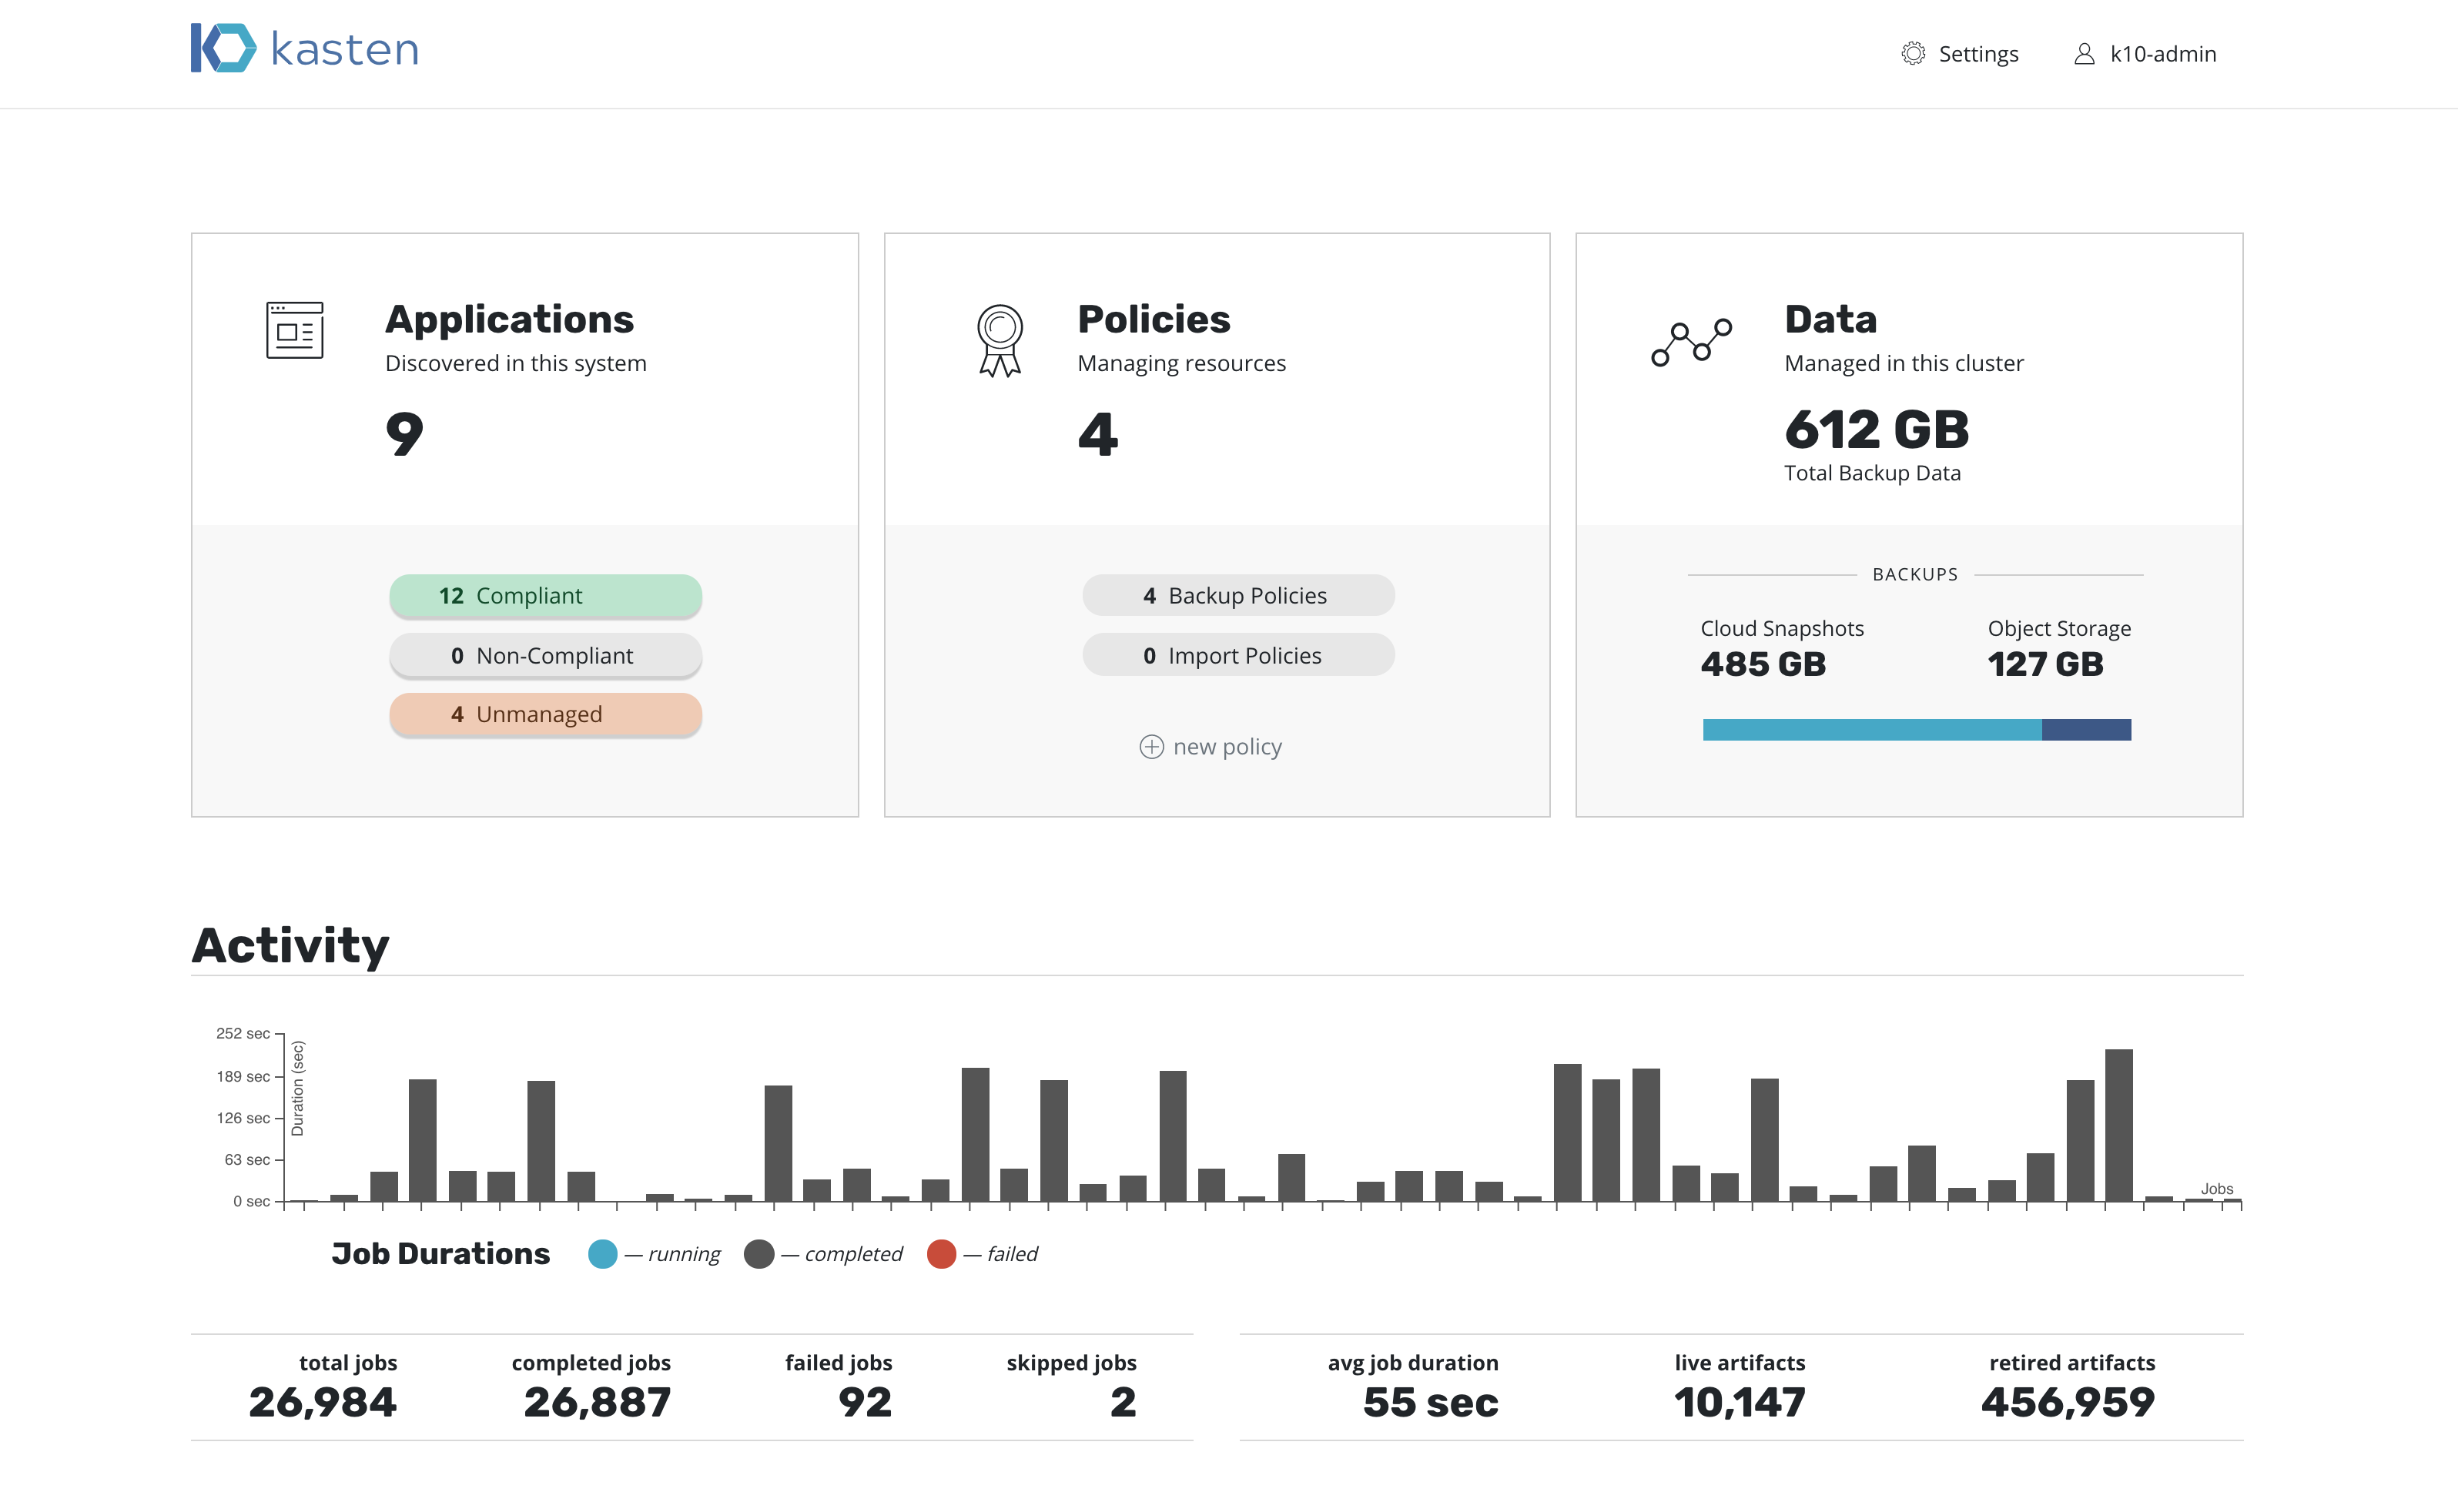 kasten
Settings
k10-admin
Applications
Discovered in this system
9
12 Compliant
0 Non-Compliant
4 Unmanaged
Policies
Managing resources
4
4 Backup Policies
0 Import Policies
new policy
Data
Managed in this cluster
612 GB
Total Backup Data
BACKUPS
Cloud Snapshots
485 GB
Object Storage
127 GB
Activity
252 sec
189 sec
126 sec
63 sec
0 sec
Duration (sec)
Jobs
Job Durations — running — completed — failed
total jobs
26,984
completed jobs
26,887
failed jobs
92
skipped jobs
2
avg job duration
55 sec
live artifacts
10,147
retired artifacts
456,959